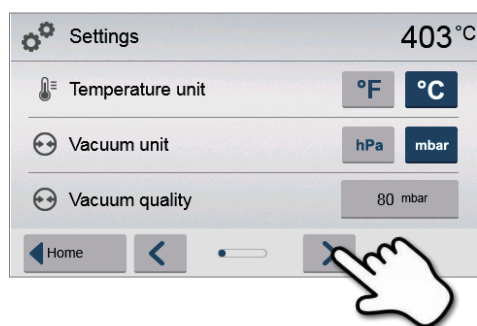 Settings 403 °C
Temperature unit °F °C
Vacuum unit hPa mbar
Vacuum quality 80 mbar
Home